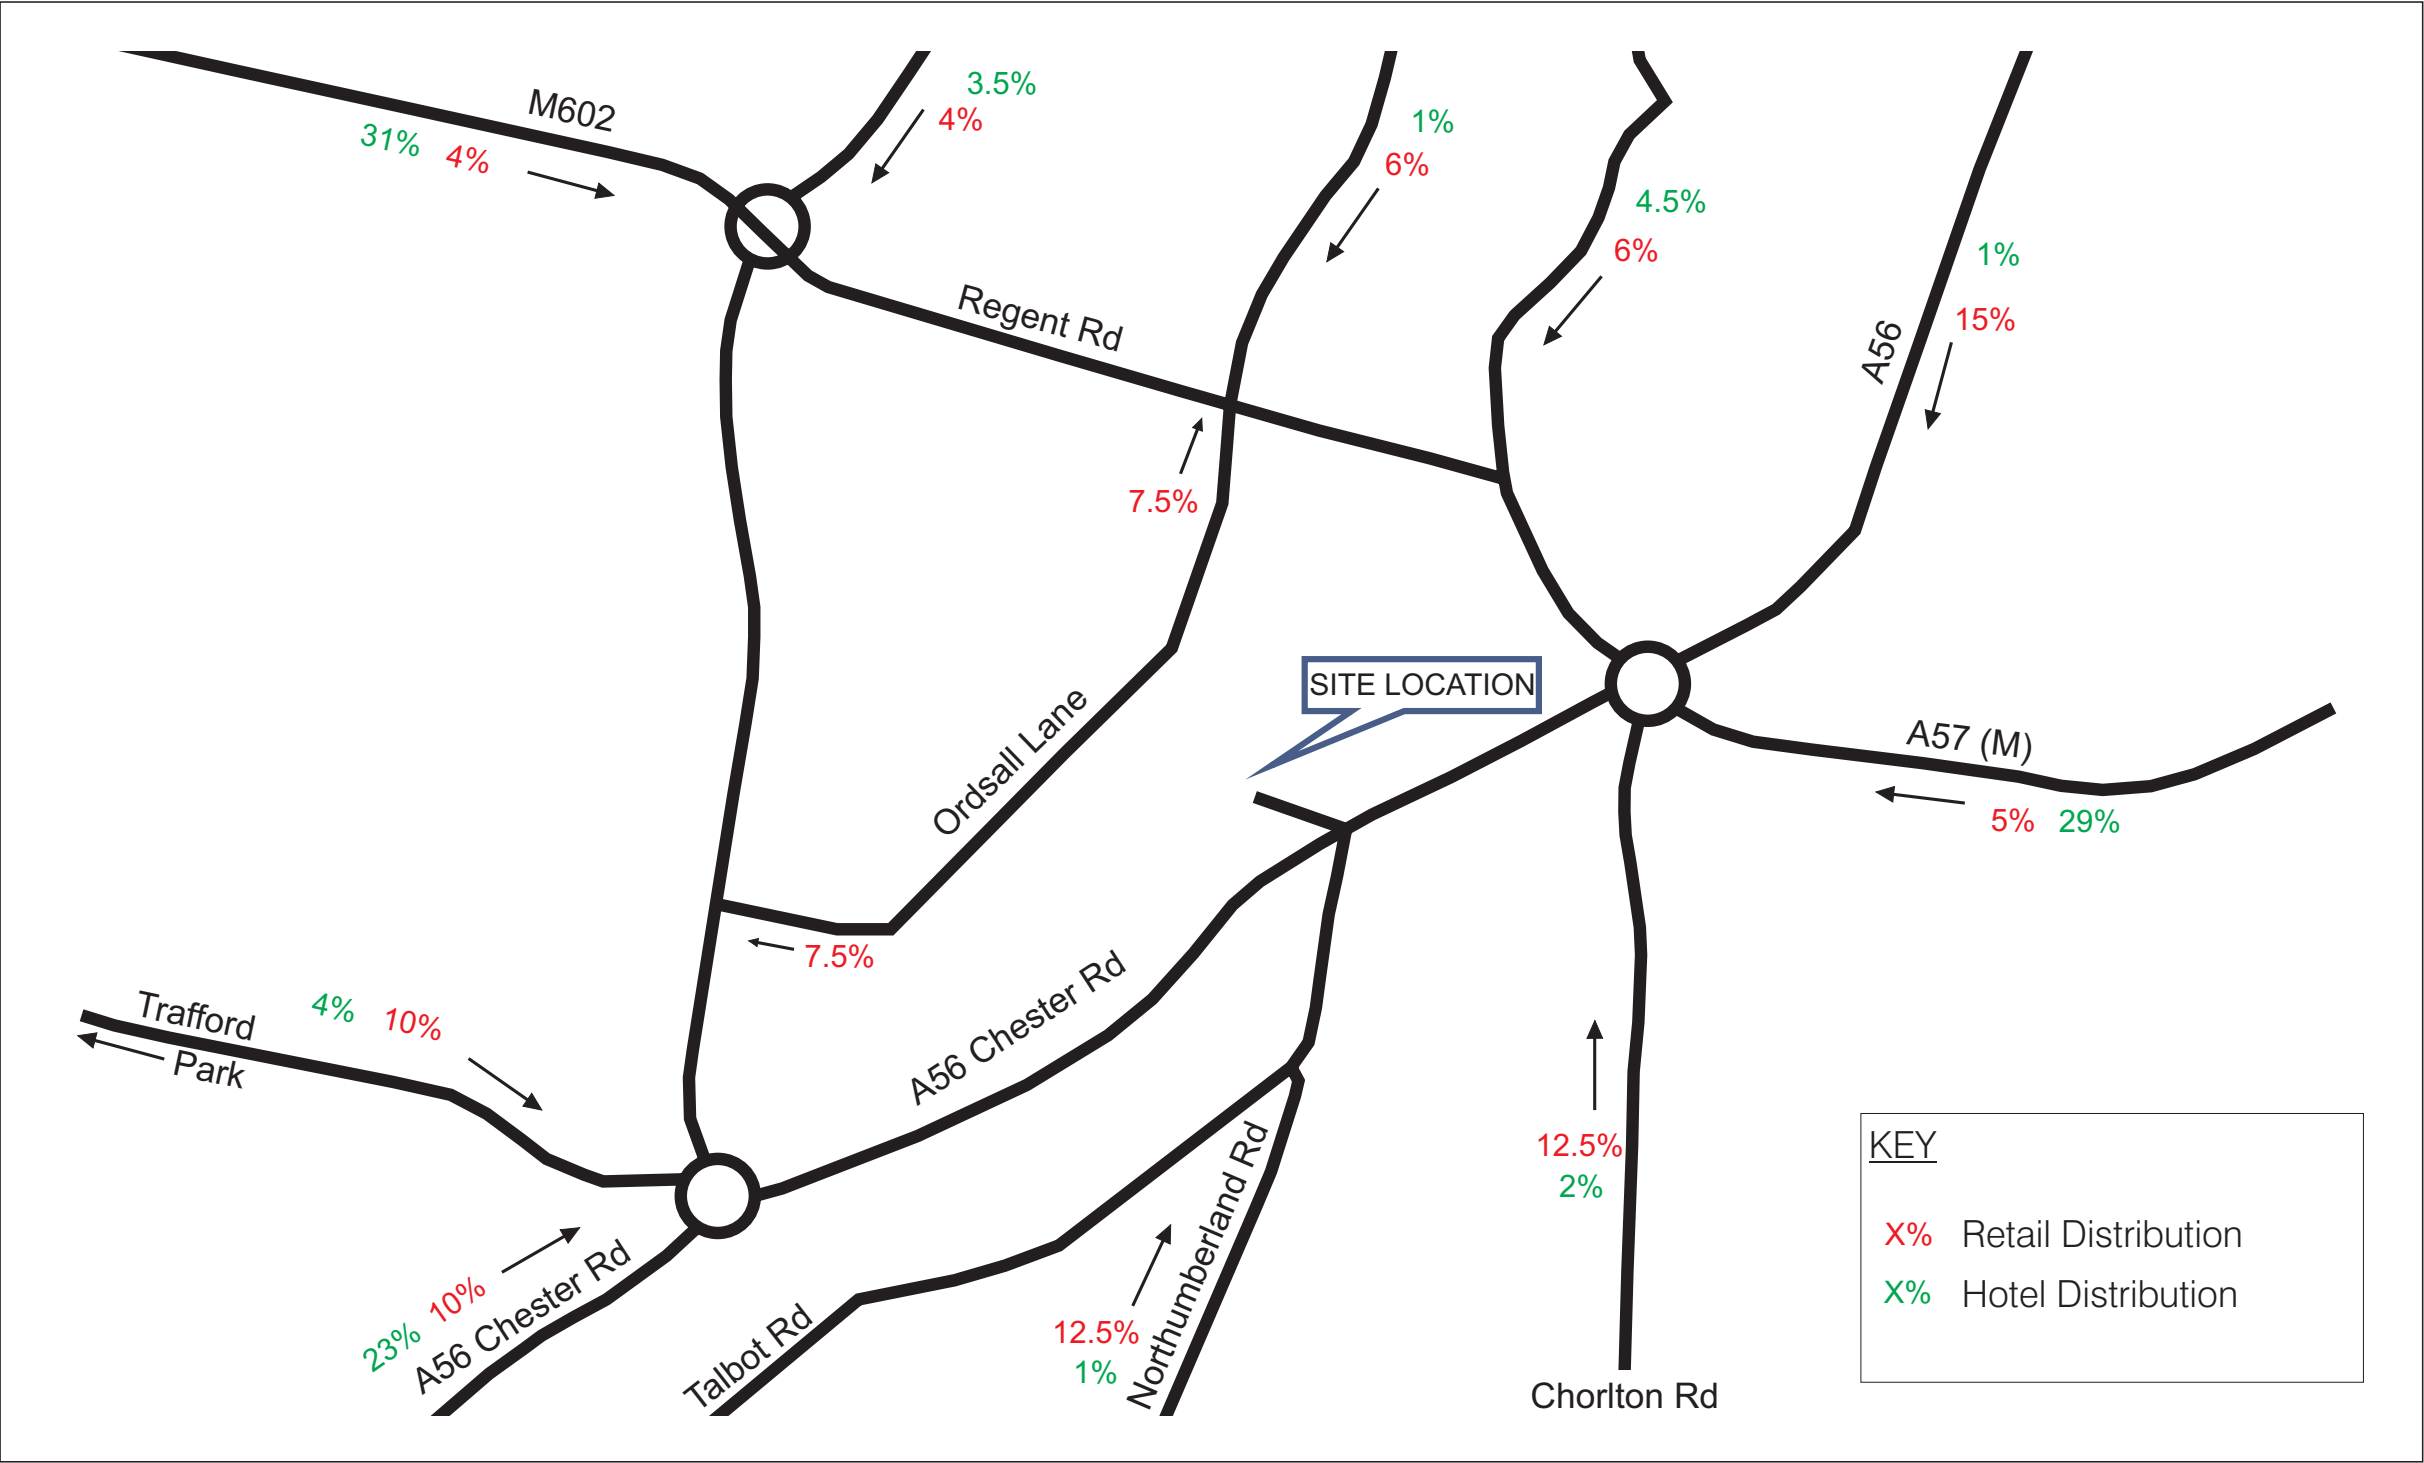 M602
31% 4%
3.5%
4%
1%
6%
4.5%
6%
1%
15%
A56
Regent Rd
7.5%
SITE LOCATION
A57 (M)
5% 29%
Ordsall Lane
7.5%
Trafford
Park
4% 10%
A56 Chester Rd
23% 10%
A56 Chester Rd
Talbot Rd
12.5%
1%
Northumberland Rd
12.5%
2%
Chorlton Rd
KEY
X% Retail Distribution
X% Hotel Distribution